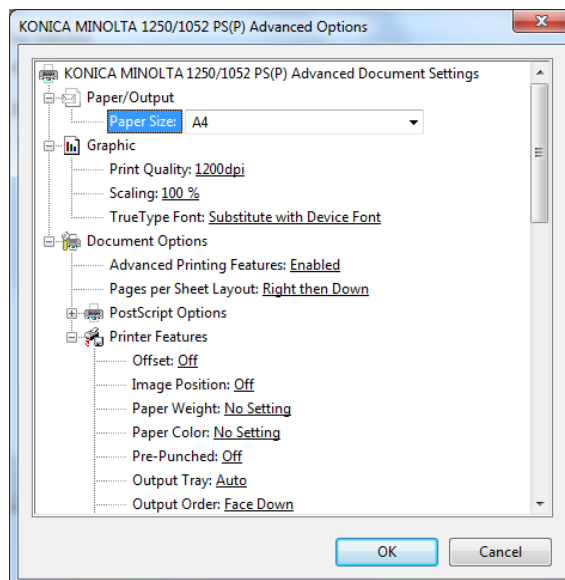 KONICA MINOLTA 1250/1052 PS(P) Advanced Options
KONICA MINOLTA 1250/1052 PS(P) Advanced Document Settings
Paper/Output
Paper Size: A4
Graphic
Print Quality: 1200dpi
Scaling: 100 %
TrueType Font: Substitute with Device Font
Document Options
Advanced Printing Features: Enabled
Pages per Sheet Layout: Right then Down
PostScript Options
Printer Features
Offset: Off
Image Position: Off
Paper Weight: No Setting
Paper Color: No Setting
Pre-Punched: Off
Output Tray: Auto
Output Order: Face Down
OK Cancel